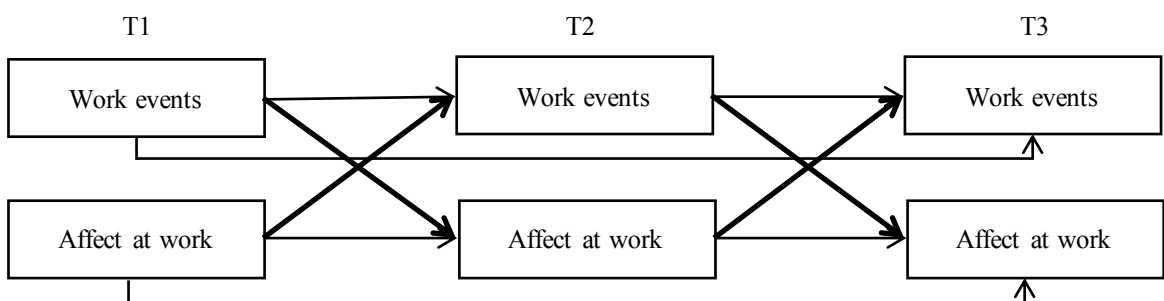 T1 T2 T3
Work events Work events Work events
Affect at work Affect at work Affect at work